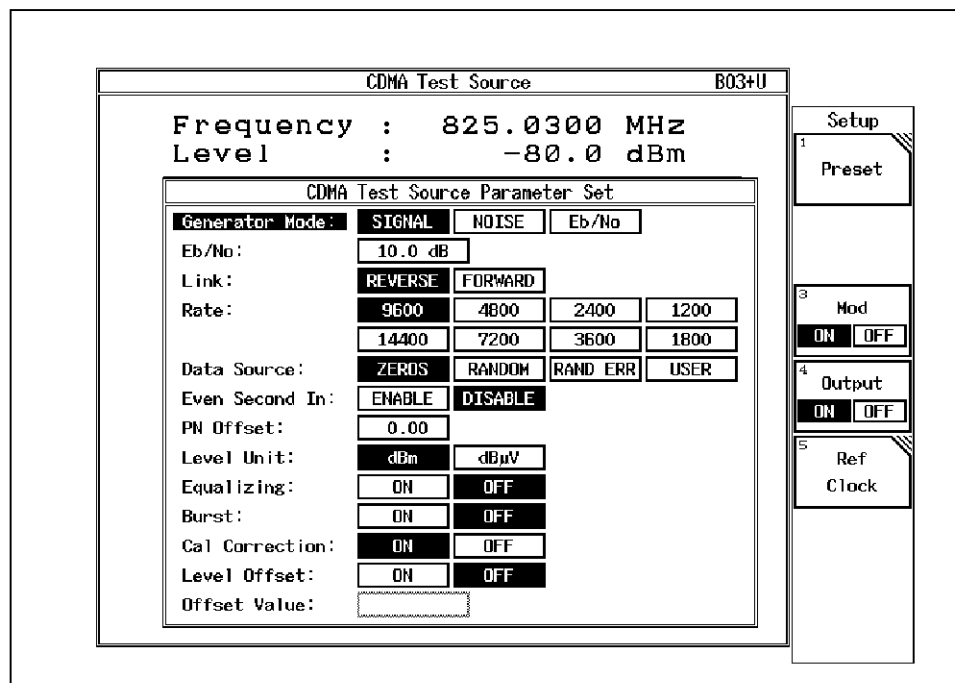 CDMA Test Source B03+U
Frequency : 825.0300 MHz
Level : -80.0 dBm
CDMA Test Source Parameter Set
Generator Mode: SIGNAL NOISE Eb/No
Eb/No: 10.0 dB
Link: REVERSE FORWARD
Rate: 9600 4800 2400 1200
14400 7200 3600 1800
Data Source: ZEROS RANDOM RAND ERR USER
Even Second In: ENABLE DISABLE
PN Offset: 0.00
Level Unit: dBm dBµV
Equalizing: ON OFF
Burst: ON OFF
Cal Correction: ON OFF
Level Offset: ON OFF
Offset Value:
Setup
1
Preset
3
Mod
ON OFF
4
Output
ON OFF
5
Ref
Clock